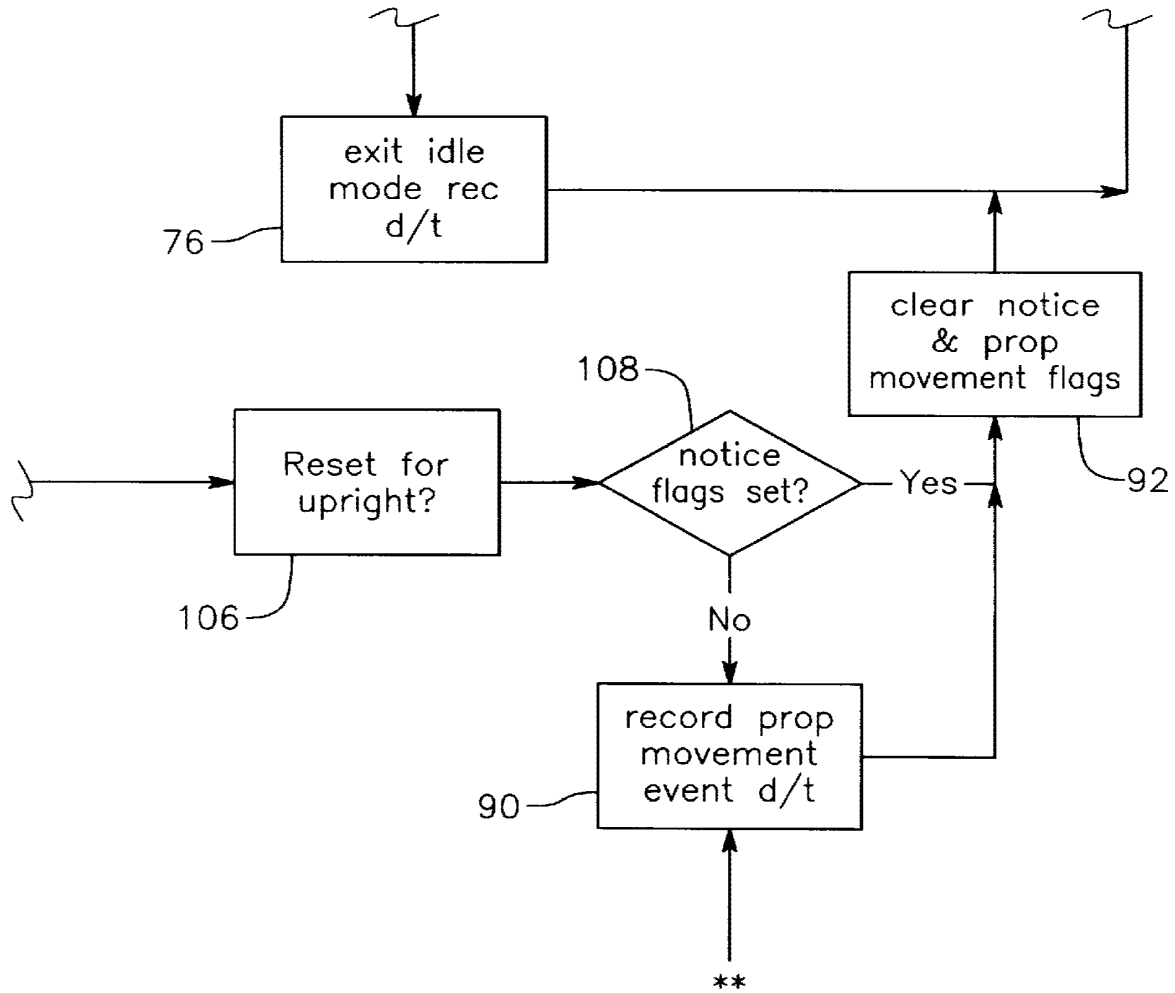 exit idle
mode rec
d/t
76
clear notice
& prop
movement flags
92
108
notice
flags set?
Yes
Reset for
upright?
106
No
record prop
movement
event d/t
90
**